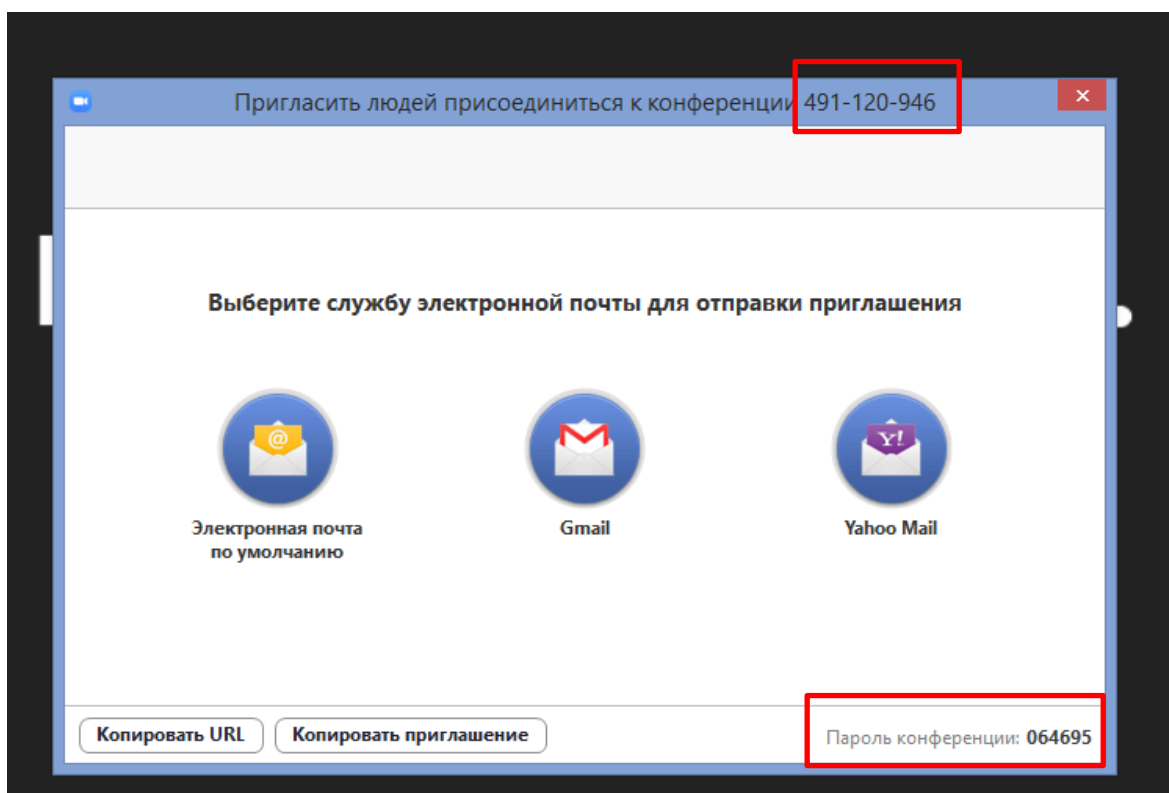 Пригласить людей присоединиться к конференции 491-120-946
Выберите службу электронной почты для отправки приглашения
@
Y!
Электронная почта
по умолчанию
Gmail
Yahoo Mail
Копировать URL
Копировать приглашение
Пароль конференции: 064695